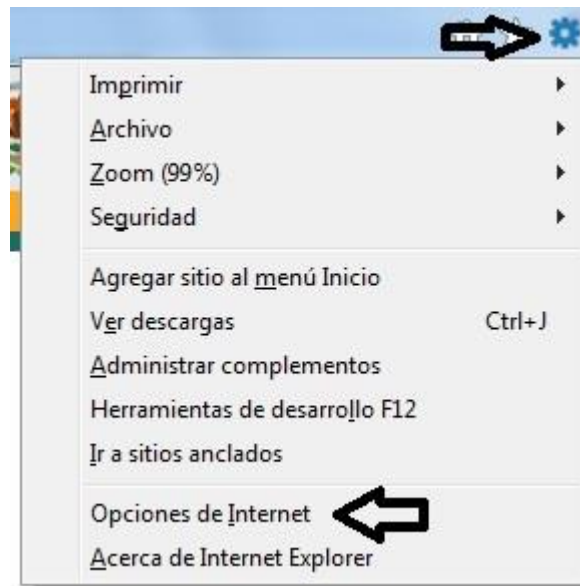 Imprimir
Archivo
Zoom (99%)
Seguridad
Agregar sitio al menú Inicio
Ver descargas Ctrl+J
Administrar complementos
Herramientas de desarrollo F12
Ir a sitios anclados
Opciones de Internet
Acerca de Internet Explorer